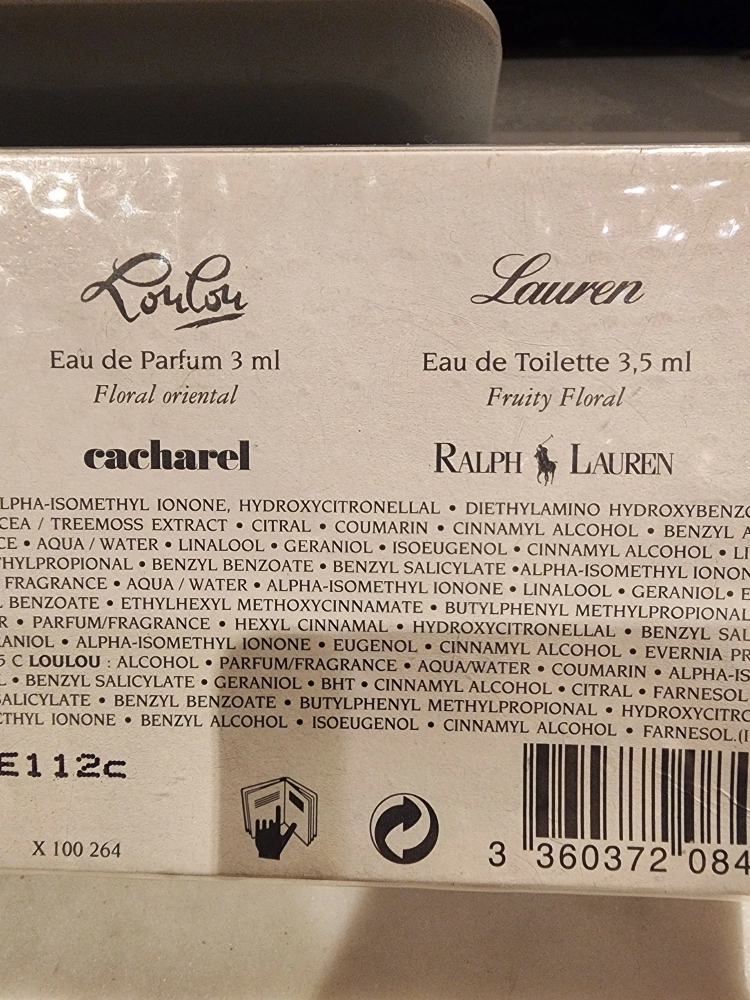 Loulou
Lauren
Eau de Parfum 3 ml
Eau de Toilette 3,5 ml
Floral oriental
Fruity Floral
cacharel
RALPH LAUREN
LPHA-ISOMETHYL IONONE, HYDROXYCITRONELLAL • DIETHYLAMINO HYDROXYBENZO
CEA / TREEMOSS EXTRACT • CITRAL • COUMARIN • CINNAMYL ALCOHOL • BENZYL A
CE • AQUA / WATER • LINALOOL • GERANIOL • ISOEUGENOL • CINNAMYL ALCOHOL • LI
HYLPROPIONAL • BENZYL BENZOATE • BENZYL SALICYLATE •ALPHA-ISOMETHYL IONON
FRAGRANCE • AQUA / WATER • ALPHA-ISOMETHYL IONONE • LINALOOL • GERANIOL• E
L BENZOATE • ETHYLHEXYL METHOXYCINNAMATE • BUTYLPHENYL METHYLPROPIONAL
R • PARFUM/FRAGRANCE • HEXYL CINNAMAL • HYDROXYCITRONELLAL • BENZYL SAL
RANIOL • ALPHA-ISOMETHYL IONONE • EUGENOL • CINNAMYL ALCOHOL • EVERNIA PR
5 C LOULOU : ALCOHOL • PARFUM/FRAGRANCE • AQUA/WATER • COUMARIN • ALPHA-IS
L • BENZYL SALICYLATE • GERANIOL • BHT • CINNAMYL ALCOHOL • CITRAL • FARNESOL
SALICYLATE • BENZYL BENZOATE • BUTYLPHENYL METHYLPROPIONAL • HYDROXYCITRO
ETHYL IONONE • BENZYL ALCOHOL • ISOEUGENOL • CINNAMYL ALCOHOL • FARNESOL.(I
E112c
X 100 264
3 360372 084